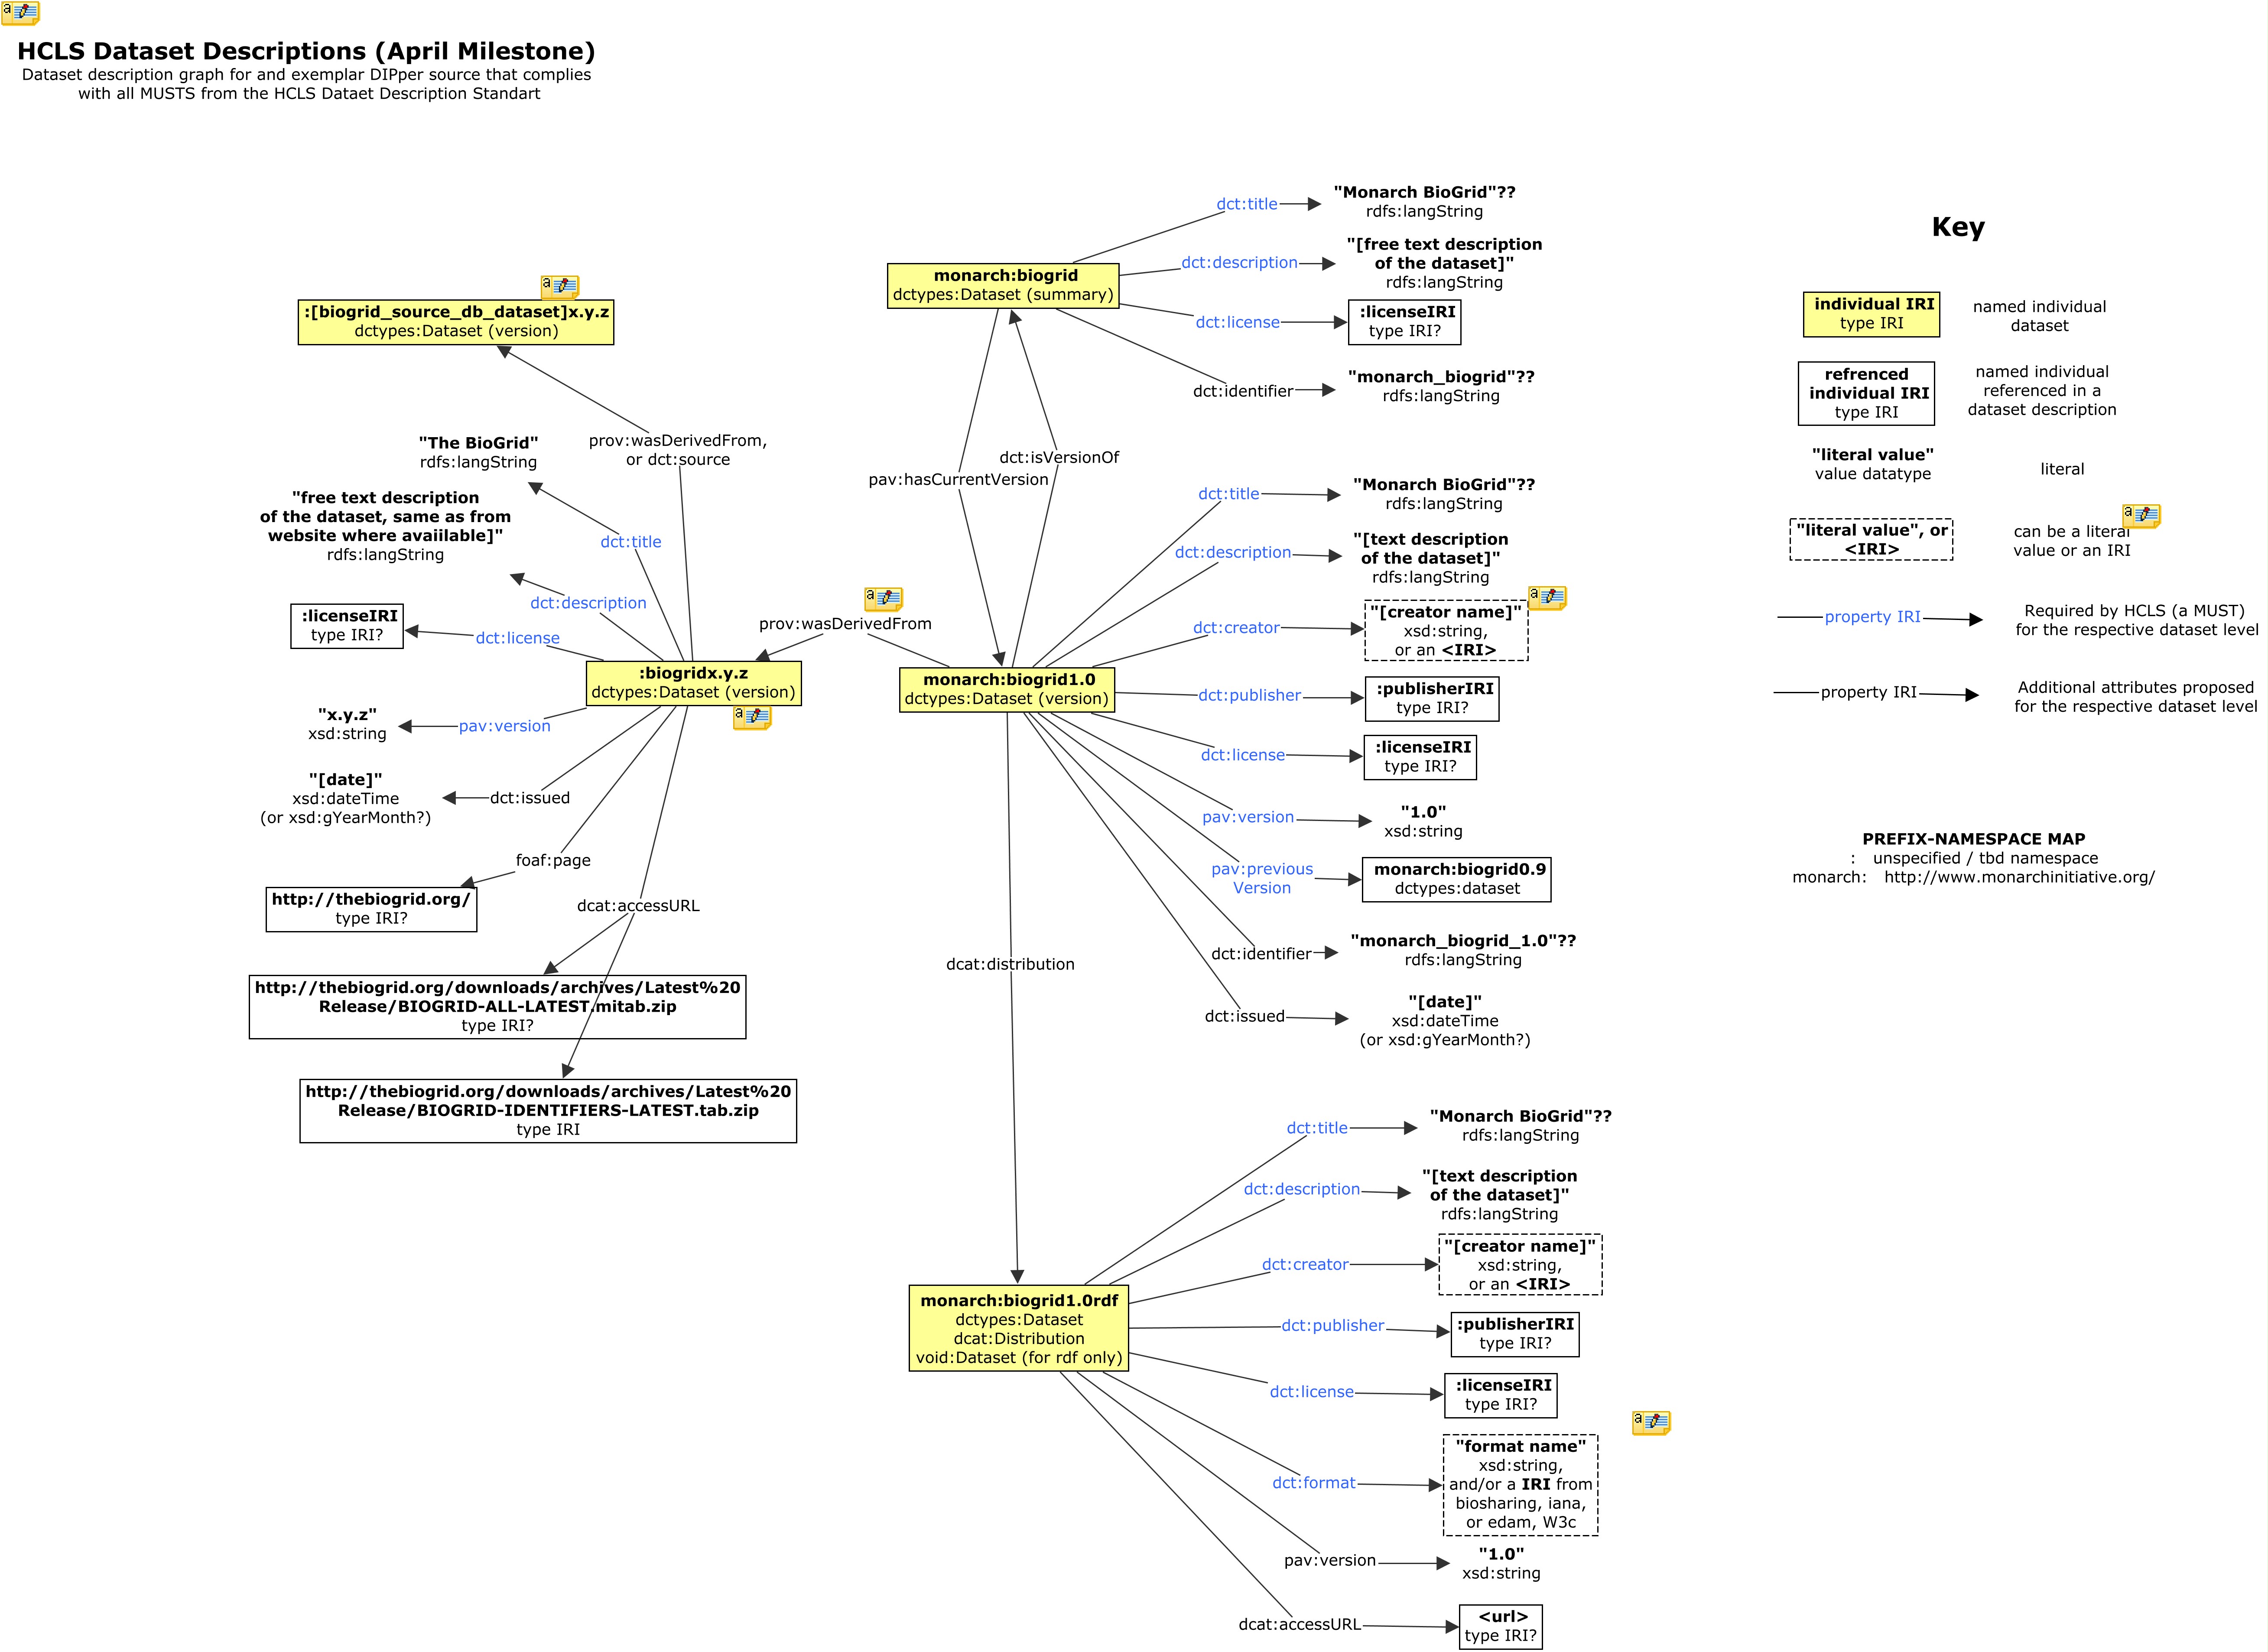 HCLS Dataset Descriptions (April Milestone)
Dataset description graph for and exemplar DIPper source that complies
with all MUSTS from the HCLS Dataet Description Standart
:[biogrid_source_db_dataset]x.y.z
dctypes:Dataset (version)
prov:wasDerivedFrom,
or dct:source
"The BioGrid"
rdfs:langString
dct:title
"free text description
of the dataset, same as from
website where avaiilable]"
rdfs:langString
dct:description
:licenseIRI
type IRI?
dct:license
:biogridx.y.z
dctypes:Dataset (version)
"x.y.z"
xsd:string
pav:version
"[date]"
xsd:dateTime
(or xsd:gYearMonth?)
dct:issued
foaf:page
http://thebiogrid.org/
type IRI?
dcat:accessURL
http://thebiogrid.org/downloads/archives/Latest%20
Release/BIOGRID-ALL-LATEST.mitab.zip
type IRI?
http://thebiogrid.org/downloads/archives/Latest%20
Release/BIOGRID-IDENTIFIERS-LATEST.tab.zip
type IRI
prov:wasDerivedFrom
monarch:biogrid
dctypes:Dataset (summary)
dct:title
"Monarch BioGrid"??
rdfs:langString
dct:description
"[free text description
of the dataset]"
rdfs:langString
dct:license
:licenseIRI
type IRI?
dct:identifier
"monarch_biogrid"??
rdfs:langString
dct:isVersionOf
pav:hasCurrentVersion
monarch:biogrid1.0
dctypes:Dataset (version)
dct:title
"Monarch BioGrid"??
rdfs:langString
dct:description
"[text description
of the dataset]"
rdfs:langString
dct:creator
"[creator name]"
xsd:string,
or an <IRI>
dct:publisher
:publisherIRI
type IRI?
dct:license
:licenseIRI
type IRI?
pav:version
"1.0"
xsd:string
pav:previous
Version
monarch:biogrid0.9
dctypes:dataset
dct:identifier
"monarch_biogrid_1.0"??
rdfs:langString
dct:issued
"[date]"
xsd:dateTime
(or xsd:gYearMonth?)
dcat:distribution
monarch:biogrid1.0rdf
dctypes:Dataset
dcat:Distribution
void:Dataset (for rdf only)
dct:title
"Monarch BioGrid"??
rdfs:langString
dct:description
"[text description
of the dataset]"
rdfs:langString
dct:creator
"[creator name]"
xsd:string,
or an <IRI>
dct:publisher
:publisherIRI
type IRI?
dct:license
:licenseIRI
type IRI?
dct:format
"format name"
xsd:string,
and/or a IRI from
biosharing, iana,
or edam, W3c
pav:version
"1.0"
xsd:string
dcat:accessURL
<url>
type IRI?
Key
individual IRI
type IRI
named individual
dataset
refrenced
individual IRI
type IRI
named individual
referenced in a
dataset description
"literal value"
value datatype
literal
"literal value", or
<IRI>
can be a literal
value or an IRI
property IRI
Required by HCLS (a MUST)
for the respective dataset level
property IRI
Additional attributes proposed
for the respective dataset level
PREFIX-NAMESPACE MAP
: unspecified / tbd namespace
monarch: http://www.monarchinitiative.org/